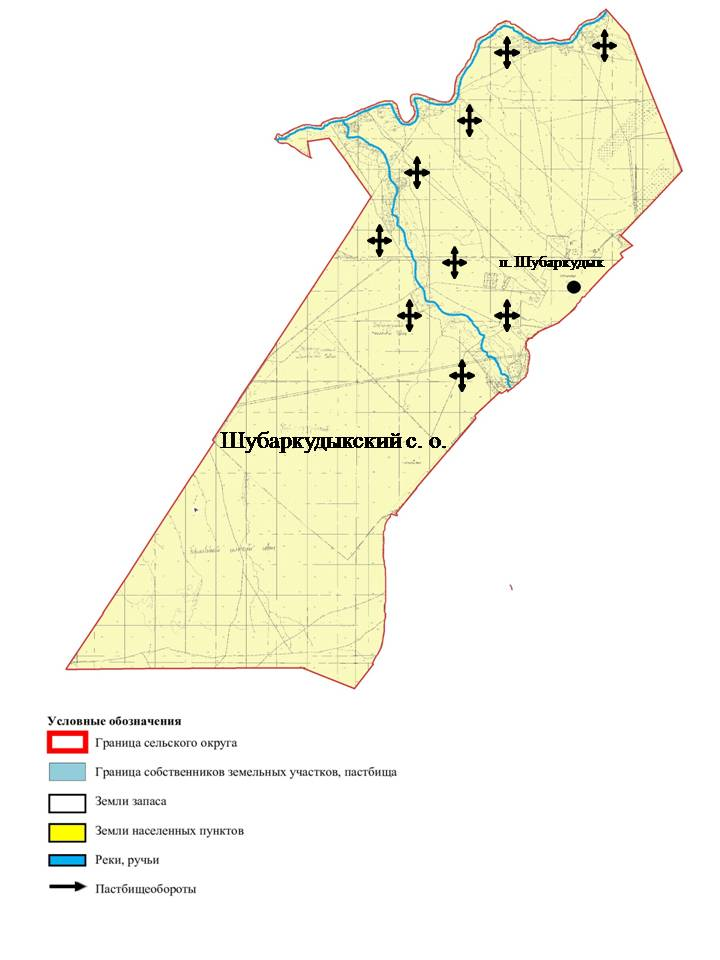 п. Шубаркудык
Шубаркудыкский с. о.
Условные обозначения
Граница сельского округа
Граница собственников земельных участков, пастбища
Земли запаса
Земли населенных пунктов
Реки, ручьи
Пастбищеобороты